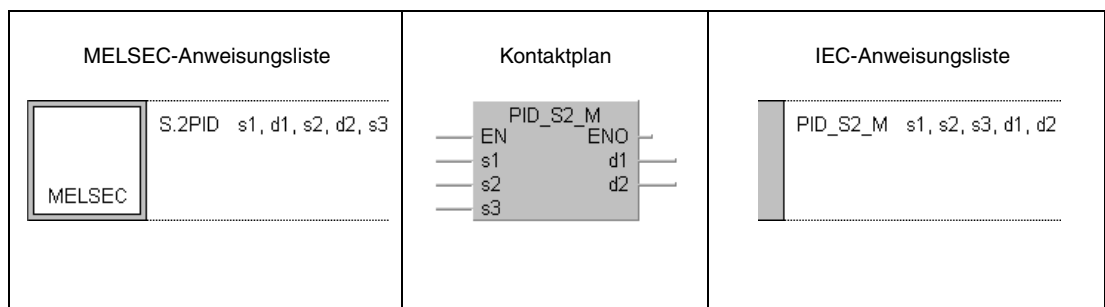 MELSEC-Anweisungsliste
S.2PID s1, d1, s2, d2, s3
MELSEC
Kontaktplan
PID_S2_M
EN ENO
s1 d1
s2 d2
s3
IEC-Anweisungsliste
PID_S2_M s1, s2, s3, d1, d2